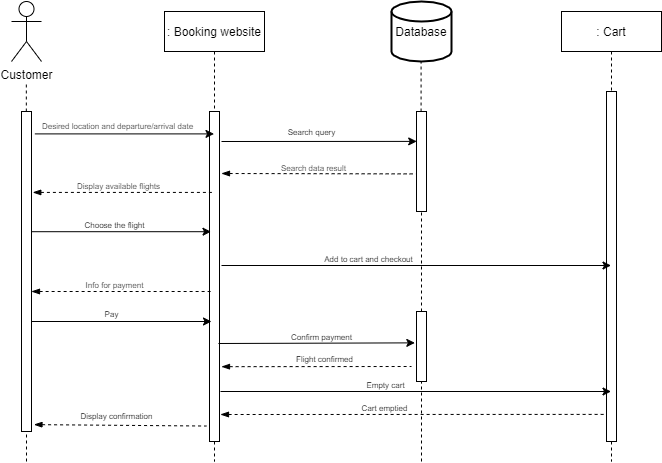 : Booking website
Database
: Cart
Customer
Desired location and departure/arrival date
Search query
Search data result
Display available flights
Choose the flight
Add to cart and checkout
Info for payment
Pay
Confirm payment
Flight confirmed
Empty cart
Cart emptied
Display confirmation